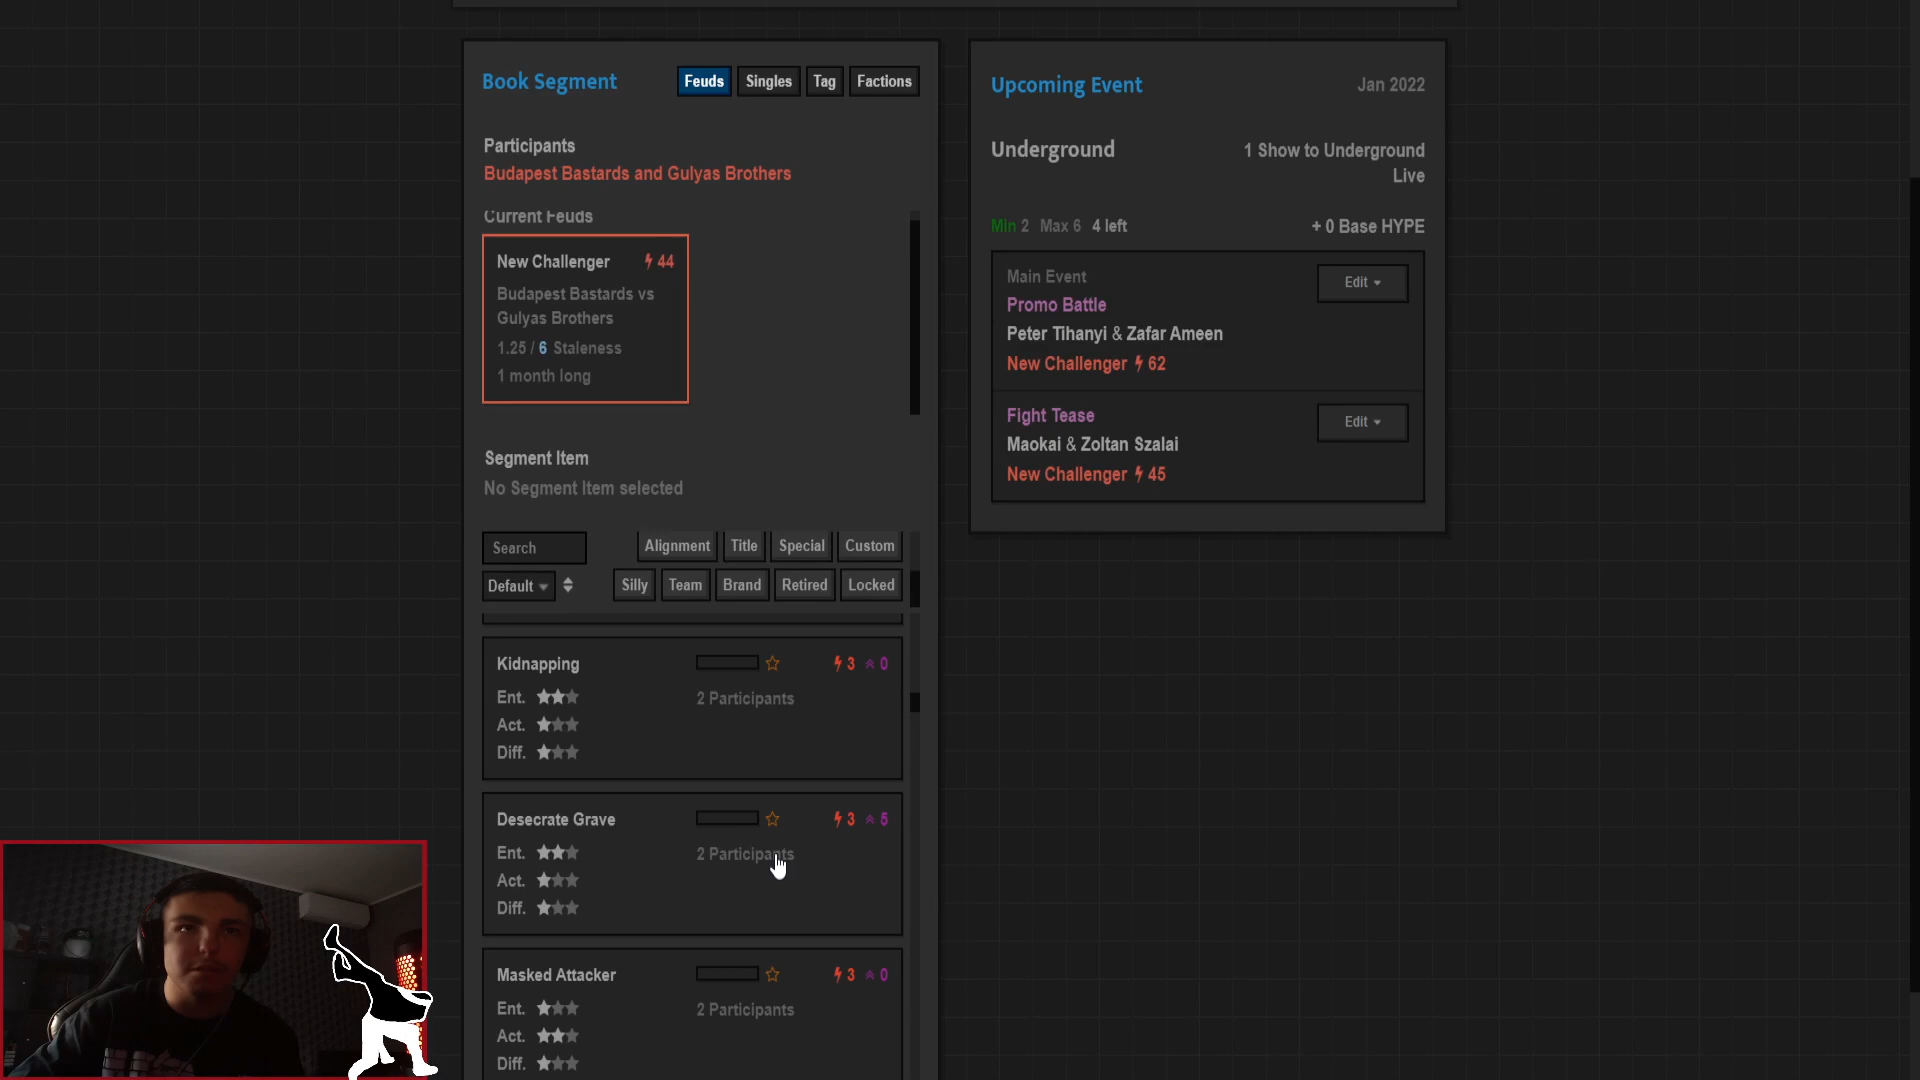 Book Segment
Feuds
Singles
Tag
Factions
Participants
Budapest Bastards and Gulyas Brothers
Current Feuds
New Challenger 44
Budapest Bastards vs
Gulyas Brothers
1.25 / 6 Staleness
1 month long
Segment Item
No Segment Item selected
Search
Alignment
Title
Special
Custom
Default
Silly
Team
Brand
Retired
Locked
Kidnapping 3 0
Ent. 2 Participants
Act.
Diff.
Desecrate Grave 3 5
Ent. 2 Participants
Act.
Diff.
Masked Attacker 3 0
Ent. 2 Participants
Act.
Diff.
Upcoming Event Jan 2022
Underground 1 Show to Underground
Live
Min 2 Max 6 4 left + 0 Base HYPE
Main Event
Edit
Promo Battle
Peter Tihanyi & Zafar Ameen
New Challenger 62
Fight Tease
Edit
Maokai & Zoltan Szalai
New Challenger 45